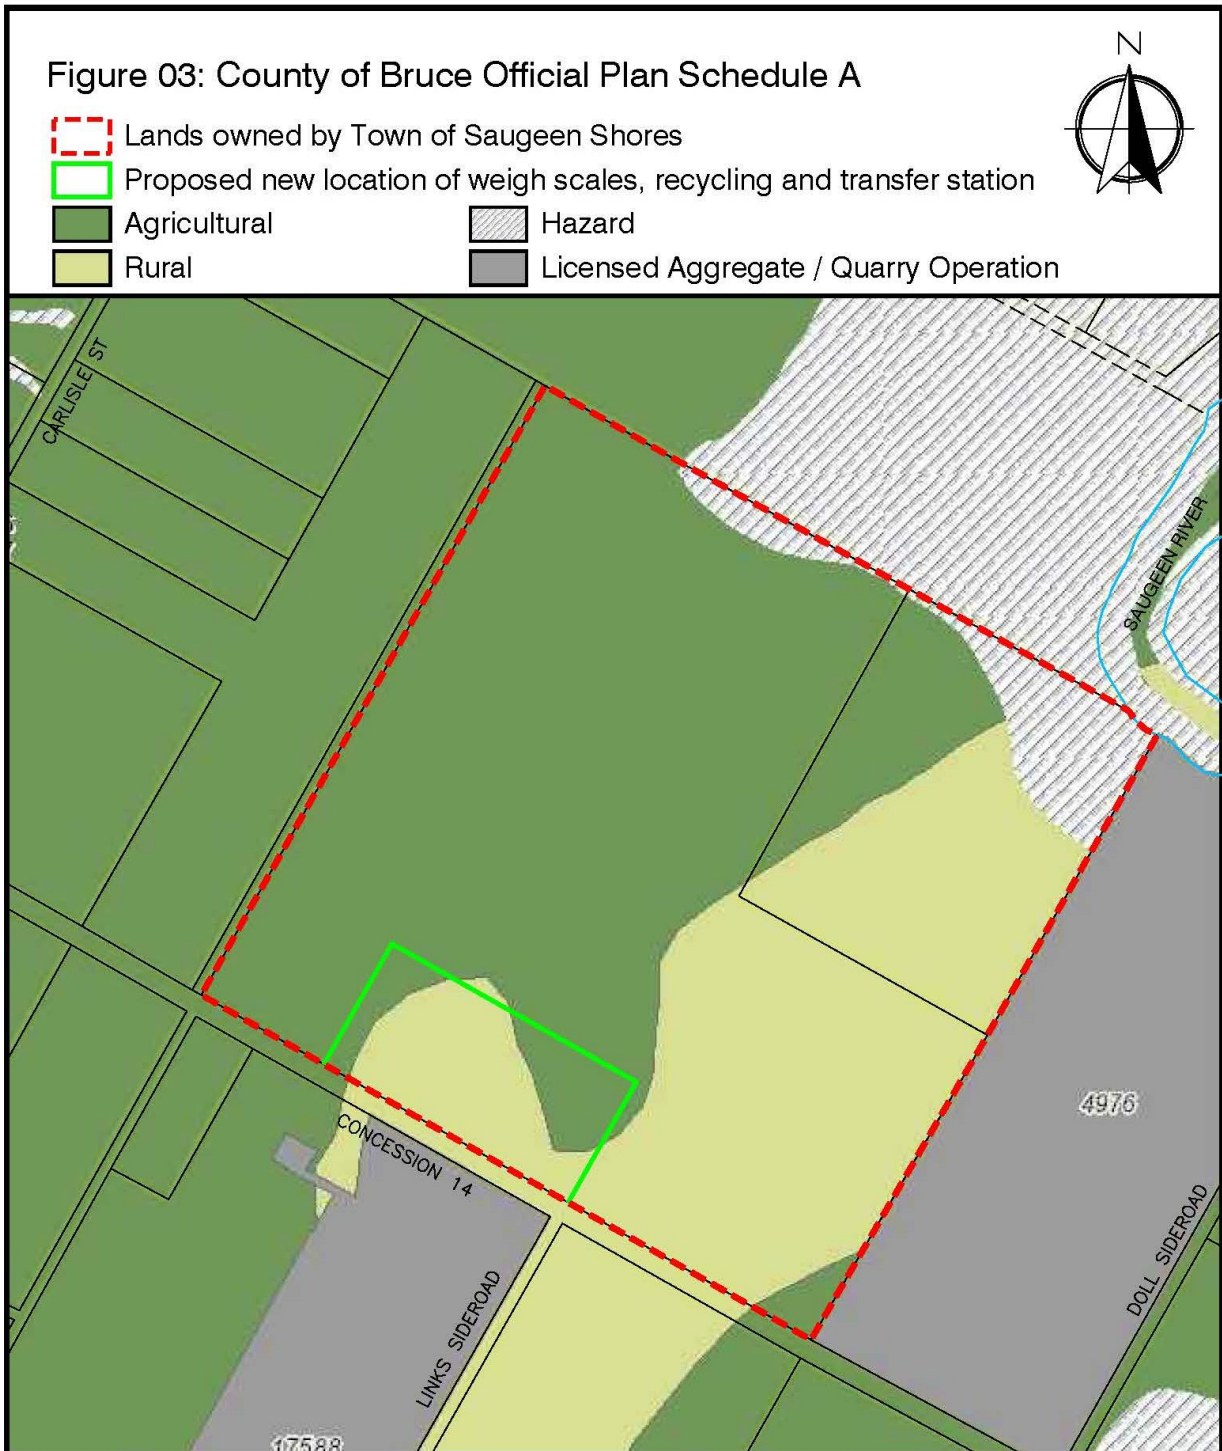 Figure 03: County of Bruce Official Plan Schedule A
N
Lands owned by Town of Saugeen Shores
Proposed new location of weigh scales, recycling and transfer station
Agricultural
Hazard
Rural
Licensed Aggregate / Quarry Operation
CARLISLE ST
SAUGEEN RIVER
4976
CONCESSION 14
DOLL SIDEROAD
LINKS SIDEROAD
17588